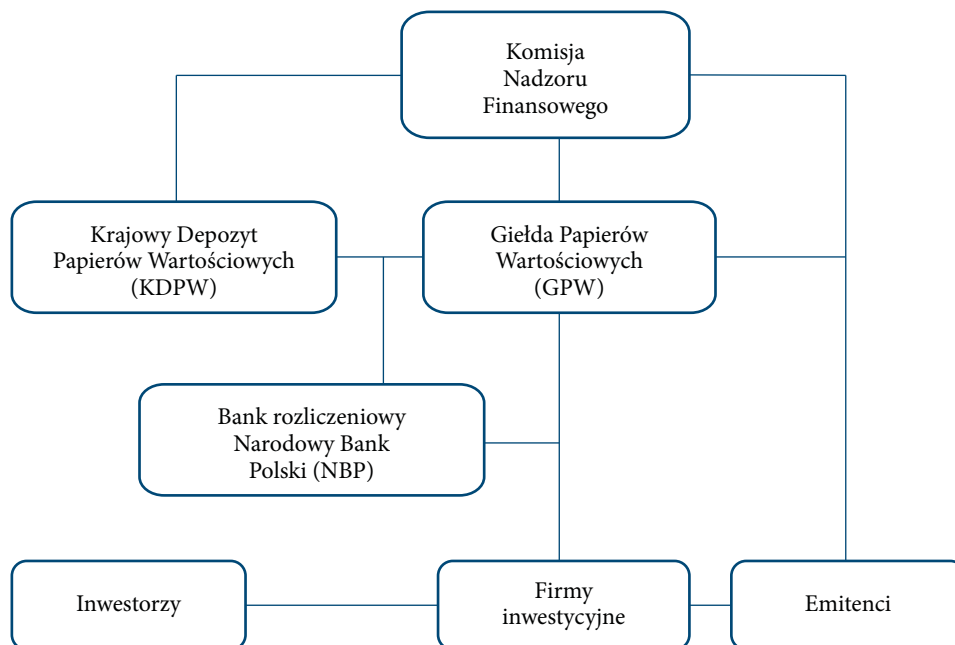 Komisja
Nadzoru
Finansowego
Krajowy Depozyt
Papierów Wartościowych
(KDPW)
Giełda Papierów
Wartościowych
(GPW)
Bank rozliczeniowy
Narodowy Bank
Polski (NBP)
Inwestorzy
Firmy
inwestycyjne
Emitenci